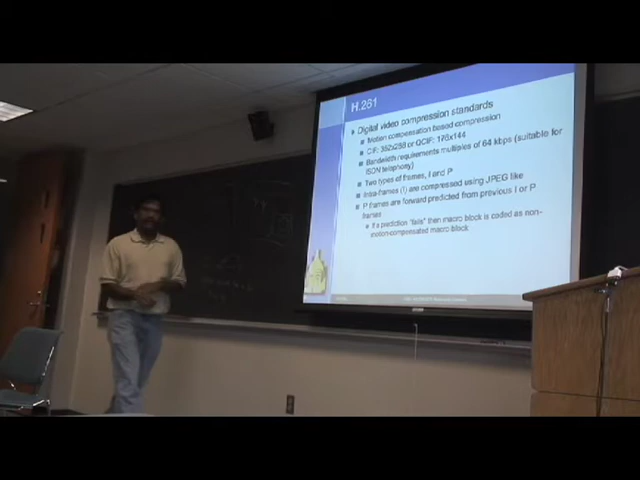 H.261
Digital video compression standards
Motion compensation based compression
CIF: 352x288 or QCIF: 176x144
Bandwidth requirements multiples of 64 kbps (suitable for
ISDN telephony)
Two types of frames, I and P
Intra-frames (I) are compressed using JPEG like
P frames are forward predicted from previous I or P
frames
If a prediction "fails" then macro block is coded as non-
motion-compensated macro block